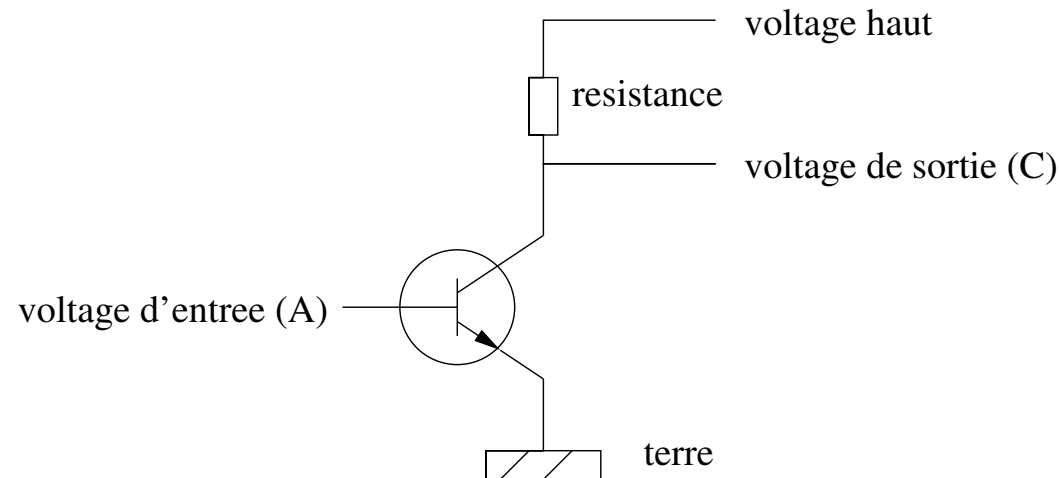 voltage haut
resistance
voltage de sortie (C)
voltage d'entree (A)
terre